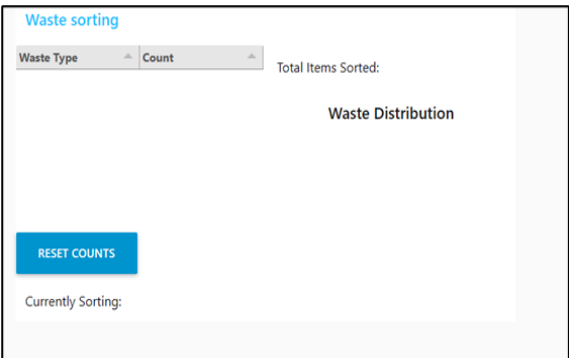 Waste sorting
Waste Type Count
Total Items Sorted:
Waste Distribution
RESET COUNTS
Currently Sorting: